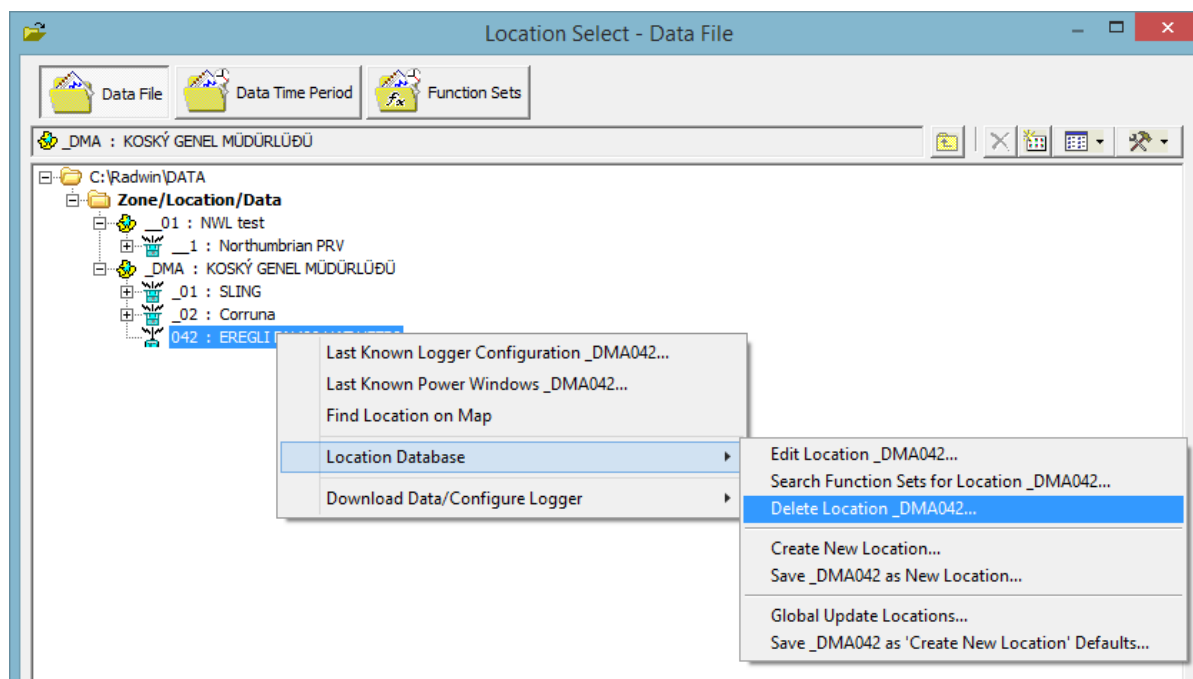 Location Select - Data File
Data File
Data Time Period
fx
Function Sets
_DMA : KOSKÝ GENEL MÜDÜRLÜÐÜ
C:\Radwin\DATA
Zone/Location/Data
__01 : NWL test
__1 : Northumbrian PRV
_DMA : KOSKÝ GENEL MÜDÜRLÜÐÜ
_01 : SLING
_02 : Corruna
042 : EREGLI
Last Known Logger Configuration _DMA042...
Last Known Power Windows _DMA042...
Find Location on Map
Location Database
Download Data/Configure Logger
Edit Location _DMA042...
Search Function Sets for Location _DMA042...
Delete Location _DMA042...
Create New Location...
Save _DMA042 as New Location...
Global Update Locations...
Save _DMA042 as 'Create New Location' Defaults...